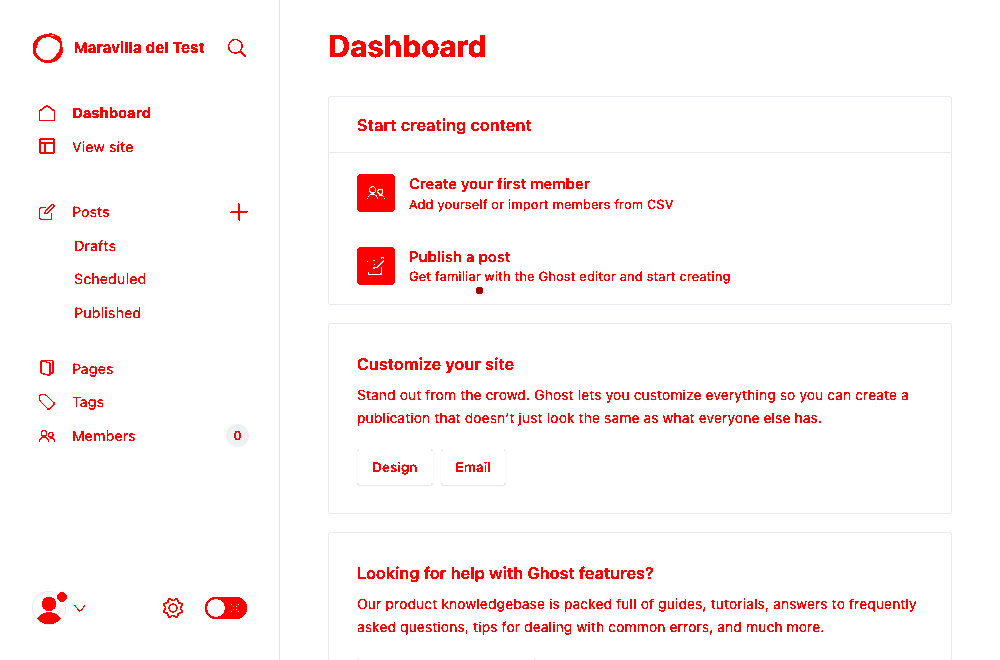 Maravilla del Test
Dashboard
View site
Posts
Drafts
Scheduled
Published
Pages
Tags
Members
0
Dashboard
Start creating content
Create your first member
Add yourself or import members from CSV
Publish a post
Get familiar with the Ghost editor and start creating
Customize your site
Stand out from the crowd. Ghost lets you customize everything so you can create a
publication that doesn't just look the same as what everyone else has.
Design
Email
Looking for help with Ghost features?
Our product knowledgebase is packed full of guides, tutorials, answers to frequently
asked questions, tips for dealing with common errors, and much more.